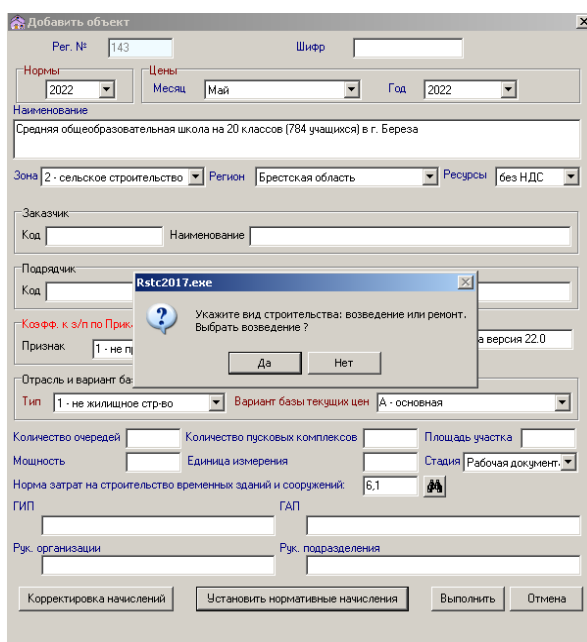 Добавить объект
Рег. № 143 Шифр
Нормы Цены
2022 Месяц Май Год 2022
Наименование
Средняя общеобразовательная школа на 20 классов (784 учащихся) в г. Береза
Зона 2 - сельское строительство Регион Брестская область Ресурсы без НДС
Заказчик
Код Наименование
Подрядчик
Код
Rstc2017.exe
Укажите вид строительства: возведение или ремонт.
Выбрать возведение ?
Да Нет
Коэфф. к з/п по При
Признак 1 - не п
а версия 22.0
Отрасль и вариант ба
Тип 1 - не жилищное стр-во Вариант базы текущих цен А - основная
Количество очередей Количество пусковых комплексов Площадь участка
Мощность Единица измерения Стадия Рабочая документ.
Норма затрат на строительство временных зданий и сооружений: 6,1
ГИП ГАП
Рук. организации Рук. подразделения
Корректировка начислений Установить нормативные начисления Выполнить Отмена